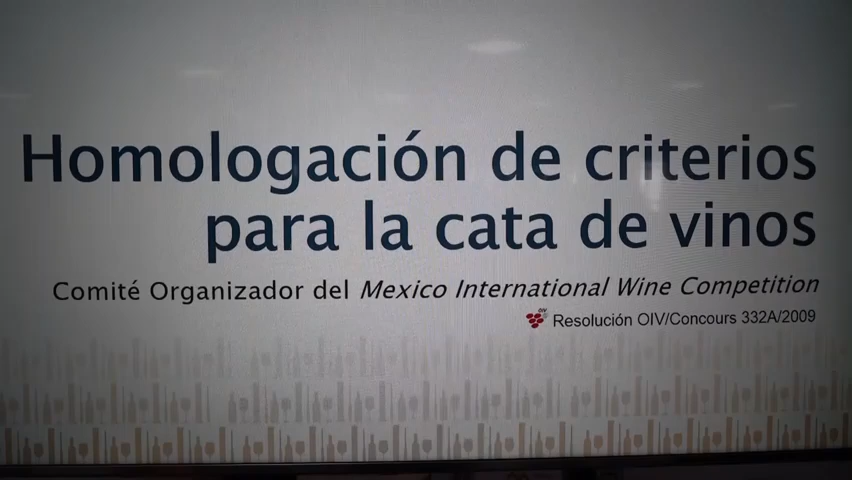 Homologación de criterios
para la cata de vinos
Comité Organizador del Mexico International Wine Competition
OIV
Resolución OIV/Concours 332A/2009